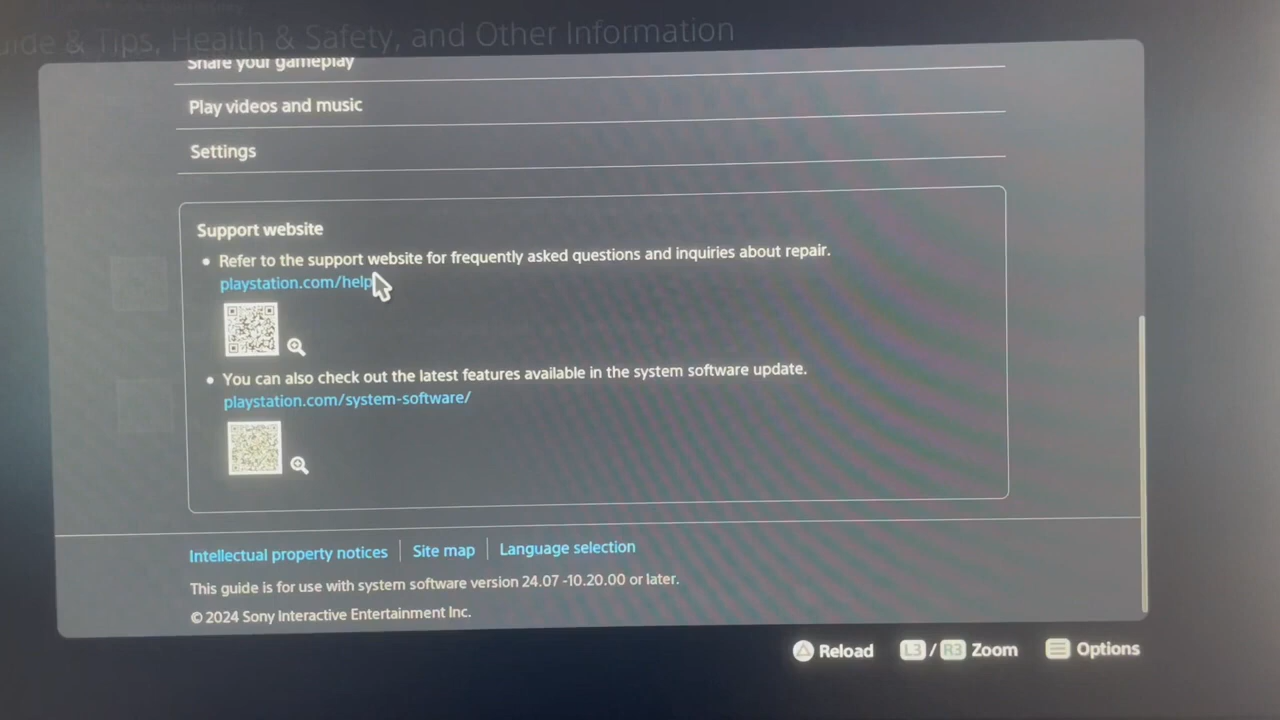 uide & Tips, Health & Safety, and Other Information
Share your gameplay
Play videos and music
Settings
Support website
• Refer to the support website for frequently asked questions and inquiries about repair.
playstation.com/help
• You can also check out the latest features available in the system software update.
playstation.com/system-software/
Intellectual property notices | Site map | Language selection
This guide is for use with system software version 24.07 -10.20.00 or later.
© 2024 Sony Interactive Entertainment Inc.
Reload L3 / R3 Zoom Options